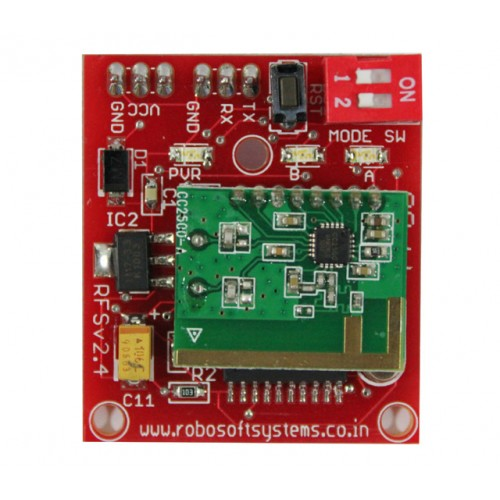 GND
VCC
GND
RX
TX
RST
ON
1 2
MODE SW
D1
PWR
B
A
C1
IC2
RFSv2.4
+
R2
103
C11
www.robosoftsystems.co.in